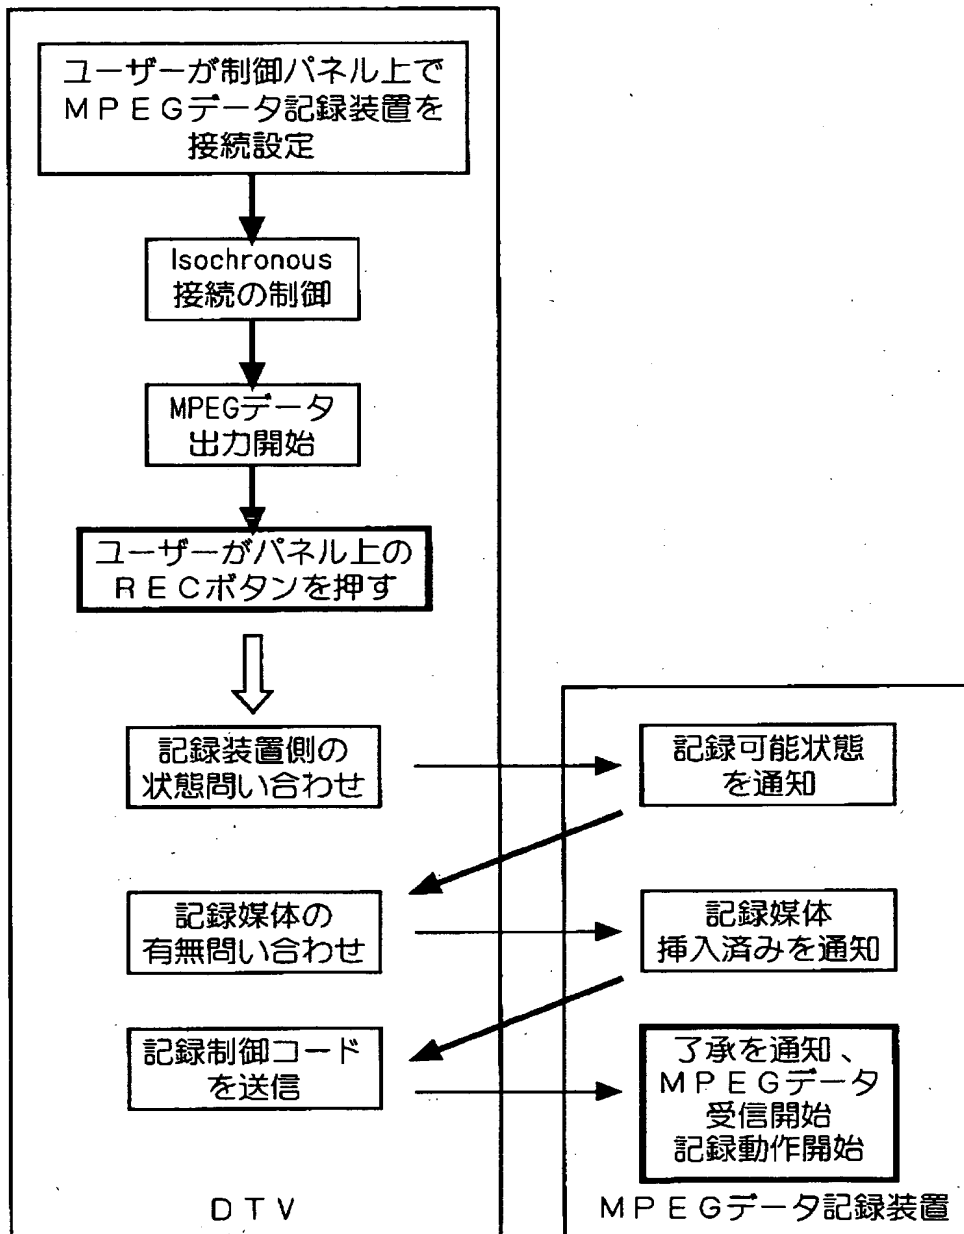 ユーザーが制御パネル上で
ＭＰＥＧデータ記録装置を
接続設定
Isochronous
接続の制御
MPEGデータ
出力開始
ユーザーがパネル上の
ＲＥＣボタンを押す
記録装置側の
状態問い合わせ
記録可能状態
を通知
記録媒体の
有無問い合わせ
記録媒体
挿入済みを通知
記録制御コード
を送信
了承を通知、
ＭＰＥＧデータ
受信開始
記録動作開始
ＤＴＶ
ＭＰＥＧデータ記録装置